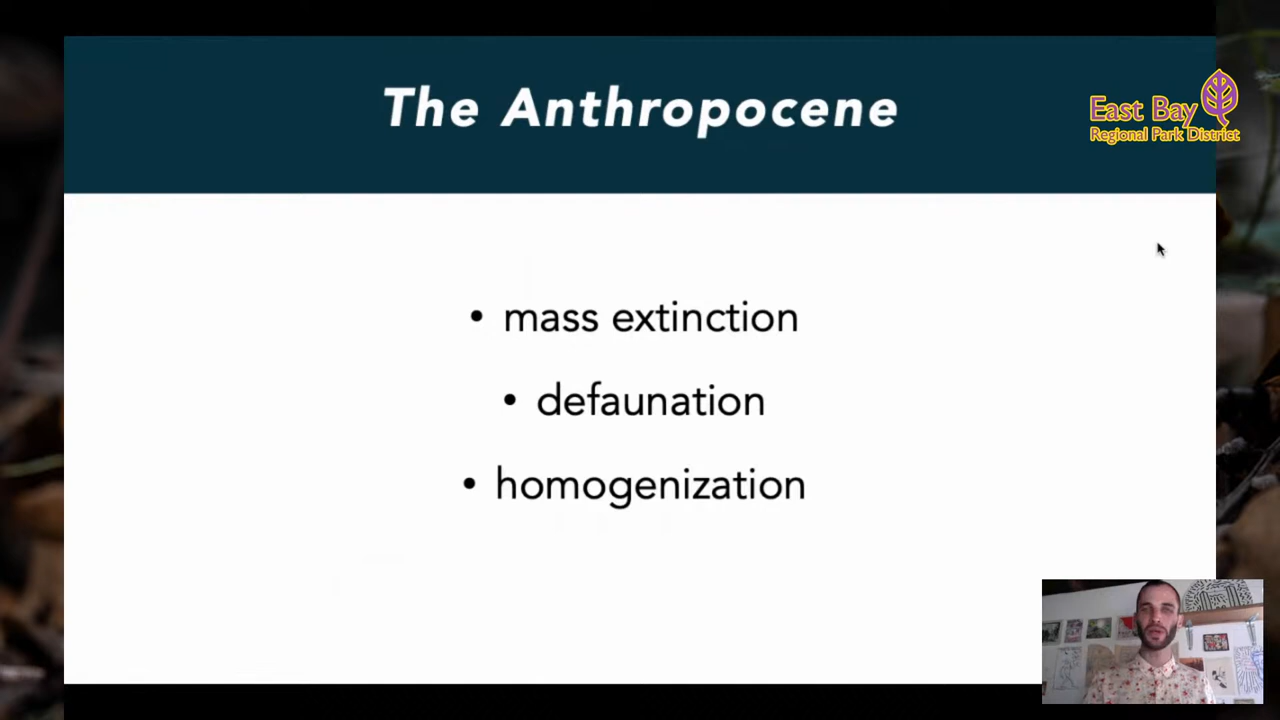 The Anthropocene
East Bay
Regional Park District
• mass extinction
• defaunation
• homogenization